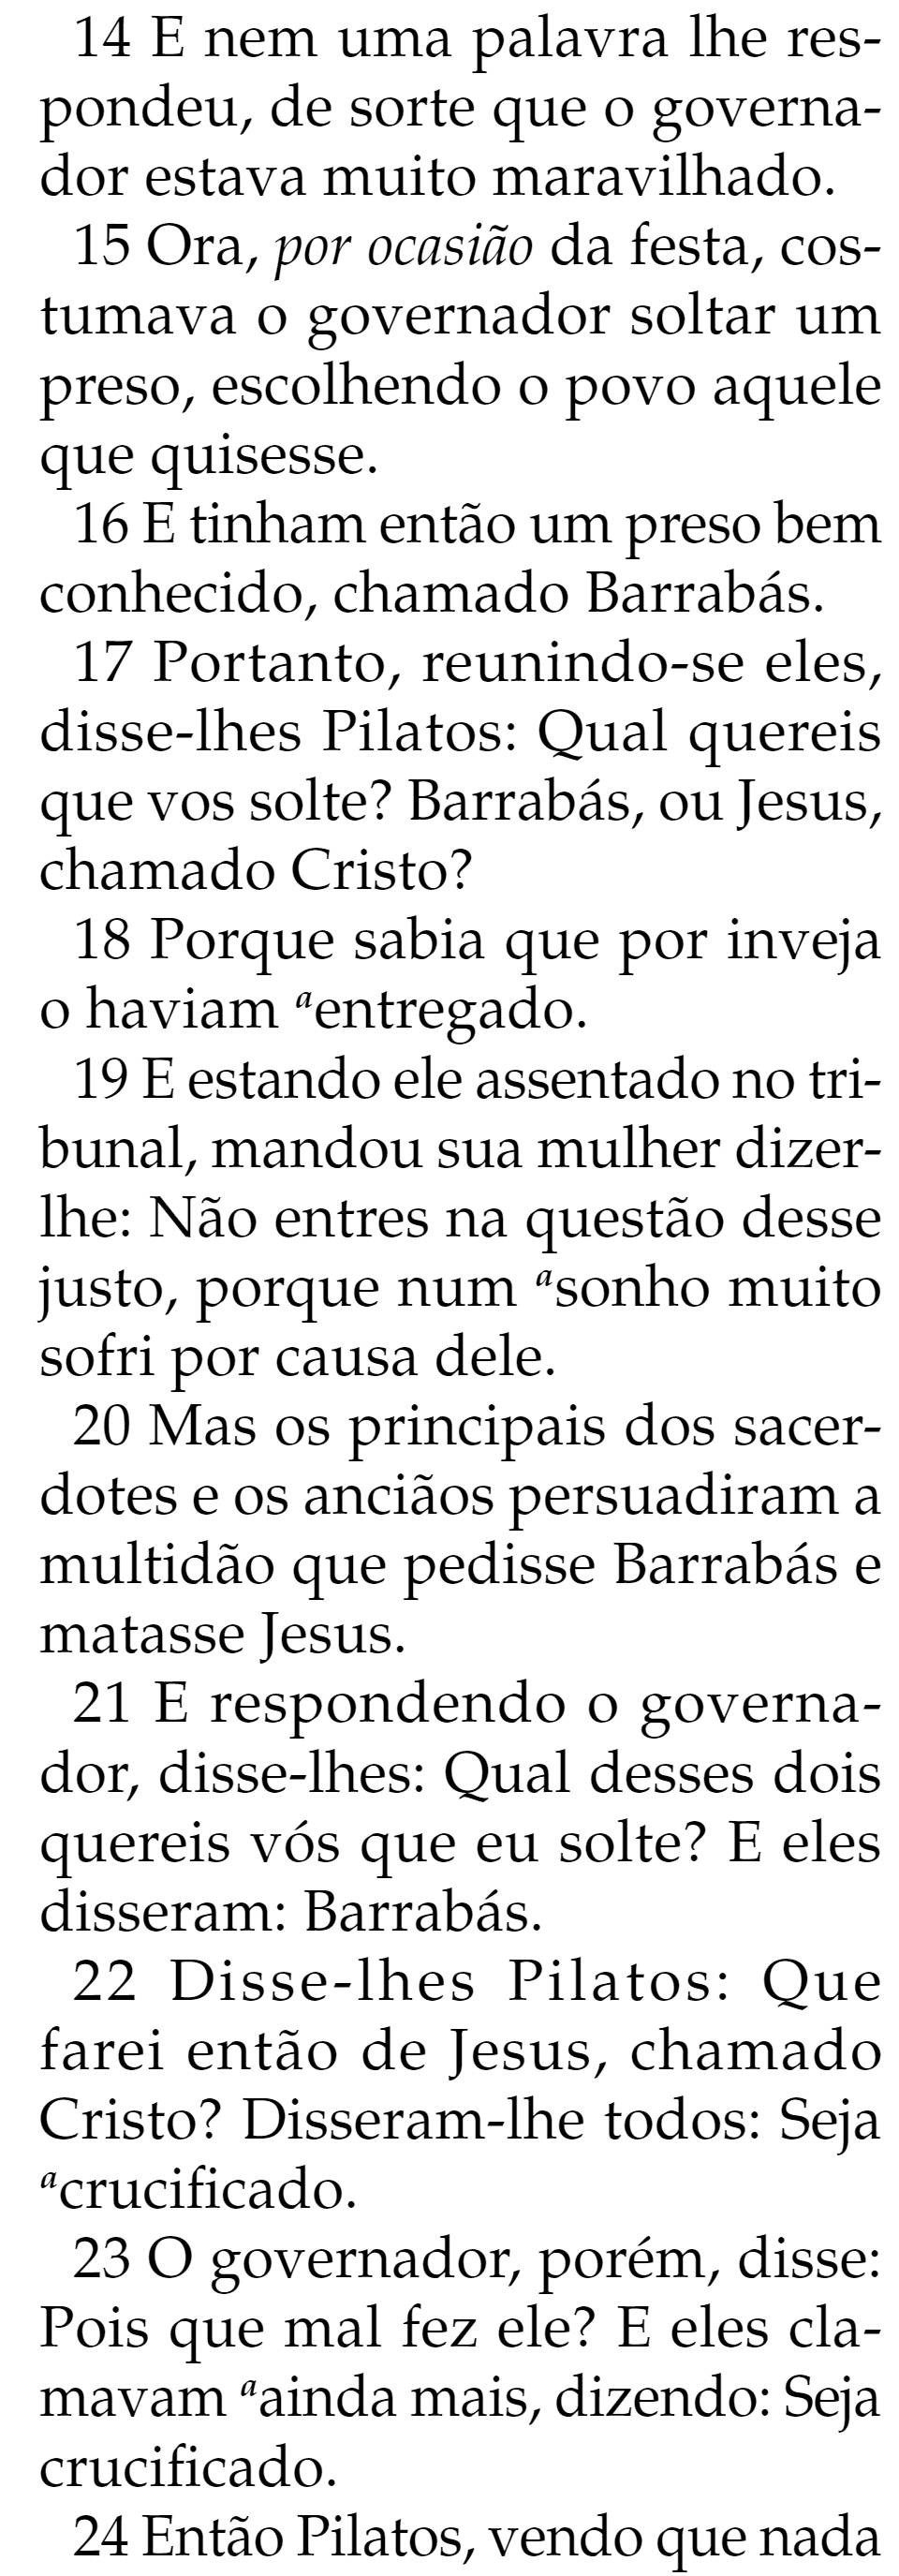 14 E nem uma palavra lhe res-
pondeu, de sorte que o governa-
dor estava muito maravilhado.
15 Ora, por ocasião da festa, cos-
tumava o governador soltar um
preso, escolhendo o povo aquele
que quisesse.
16 E tinham então um preso bem
conhecido, chamado Barrabás.
17 Portanto, reunindo-se eles,
disse-lhes Pilatos: Qual quereis
que vos solte? Barrabás, ou Jesus,
chamado Cristo?
18 Porque sabia que por inveja
o haviam ᵃentregado.
19 E estando ele assentado no tri-
bunal, mandou sua mulher dizer-
lhe: Não entres na questão desse
justo, porque num ᵃsonho muito
sofri por causa dele.
20 Mas os principais dos sacer-
dotes e os anciãos persuadiram a
multidão que pedisse Barrabás e
matasse Jesus.
21 E respondendo o governa-
dor, disse-lhes: Qual desses dois
quereis vós que eu solte? E eles
disseram: Barrabás.
22 Disse-lhes Pilatos: Que
farei então de Jesus, chamado
Cristo? Disseram-lhe todos: Seja
ᵃcrucificado.
23 O governador, porém, disse:
Pois que mal fez ele? E eles cla-
mavam ᵃainda mais, dizendo: Seja
crucificado.
24 Então Pilatos, vendo que nada